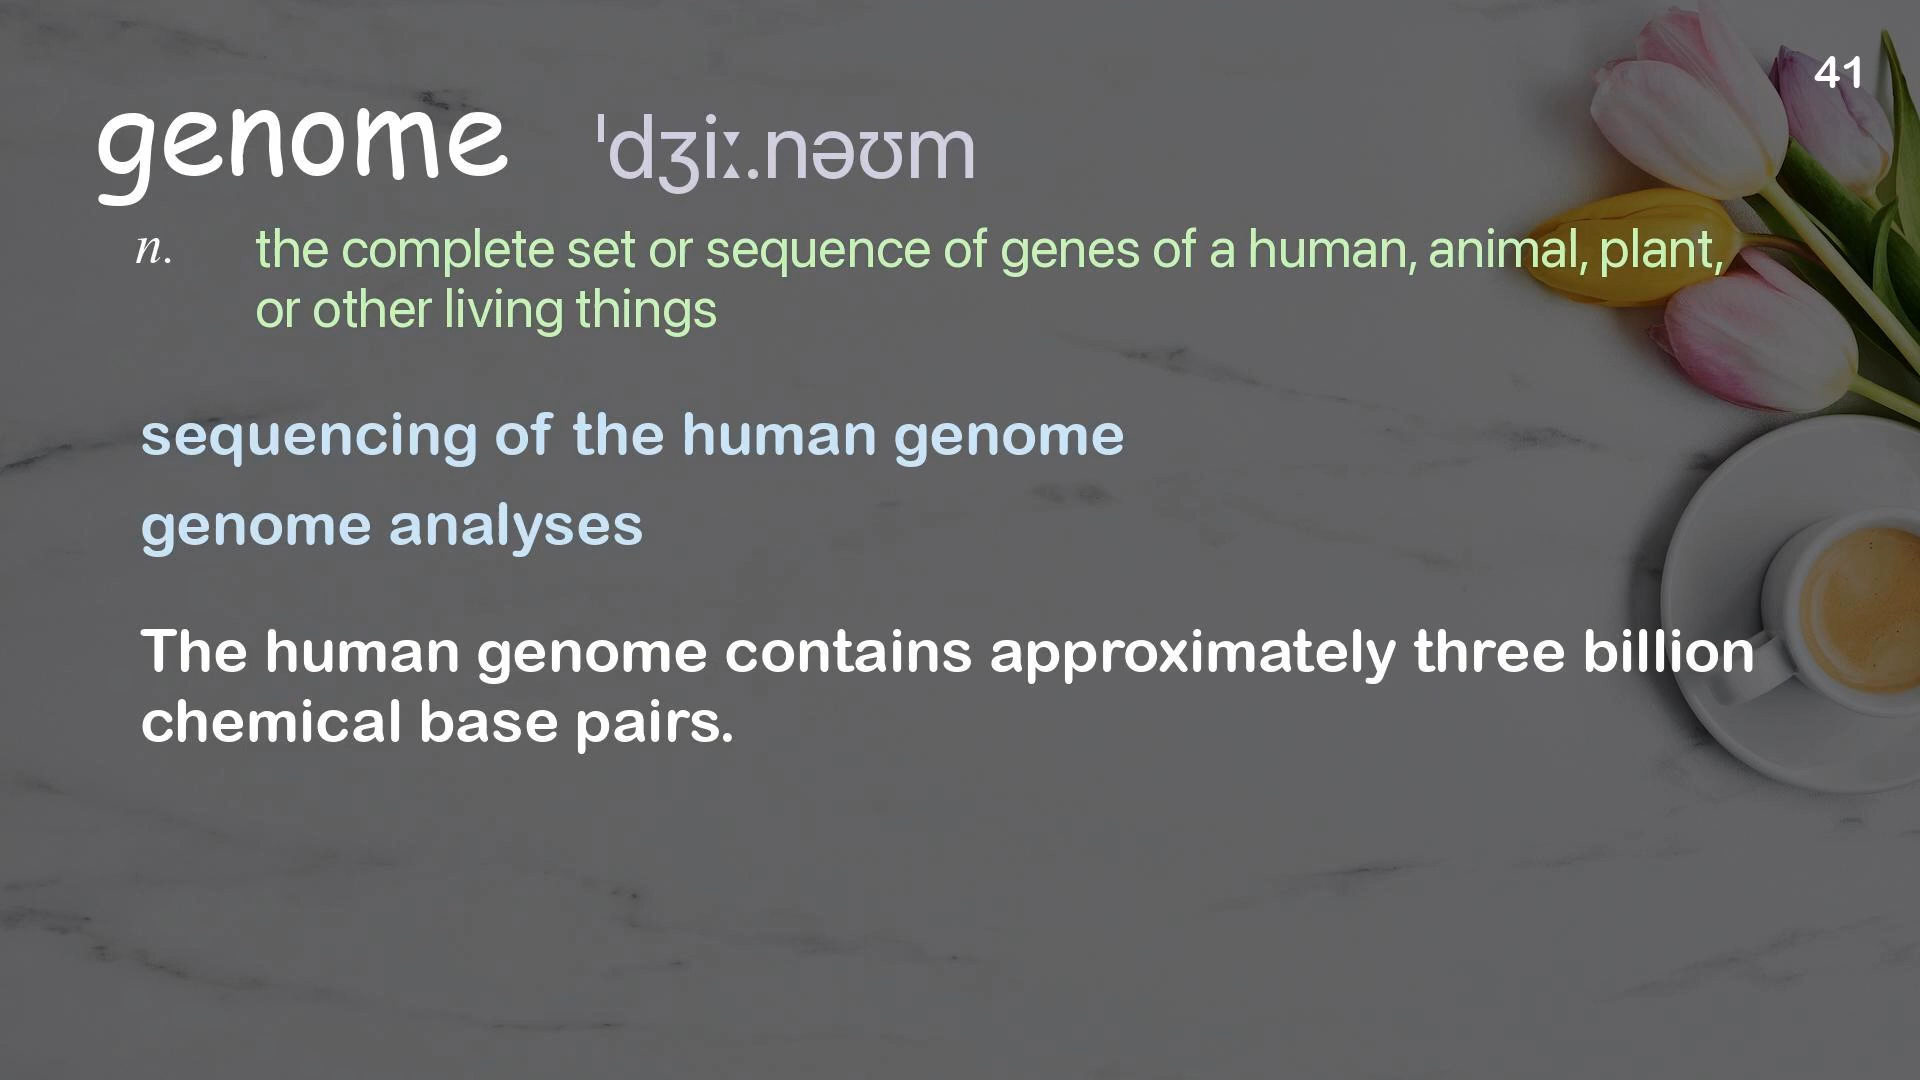 41
genome ˈdʒiː.nəʊm
n. the complete set or sequence of genes of a human, animal, plant,
or other living things
sequencing of the human genome
genome analyses
The human genome contains approximately three billion
chemical base pairs.